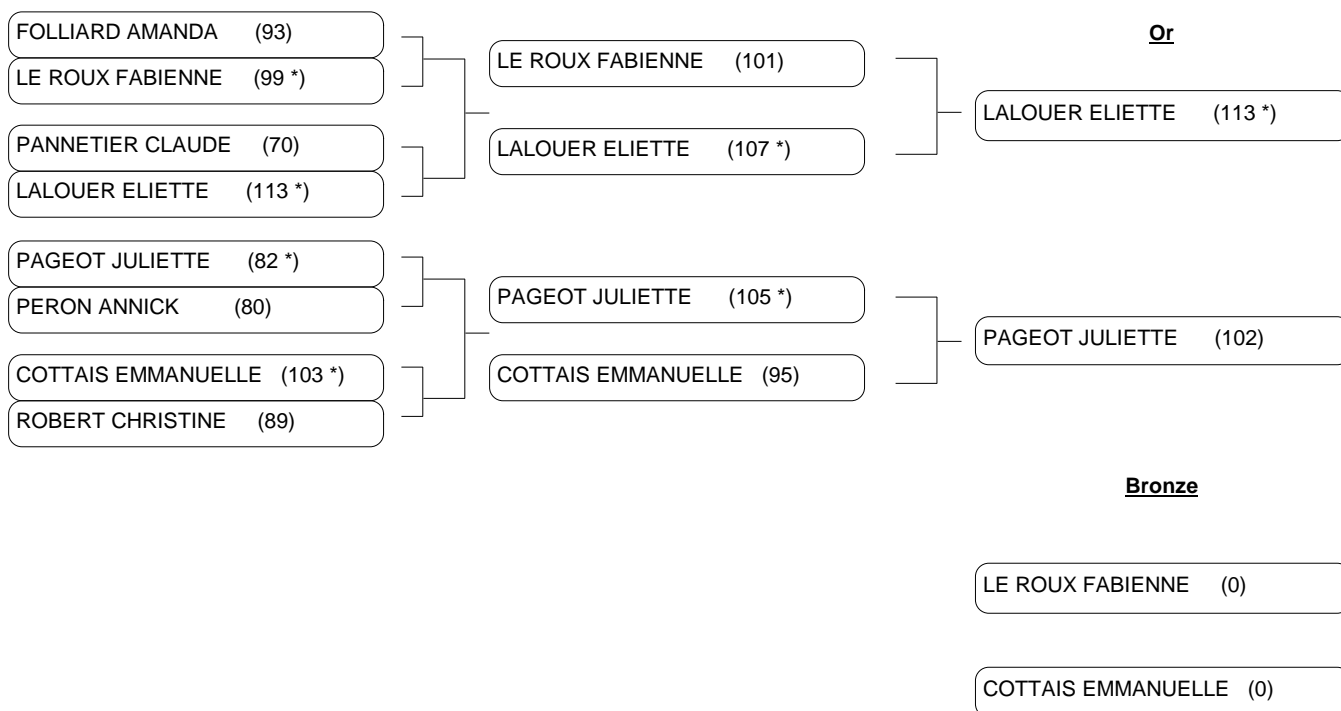 FOLLIARD AMANDA (93)
LE ROUX FABIENNE (99 *)
PANNETIER CLAUDE (70)
LALOUER ELIETTE (113 *)
PAGEOT JULIETTE (82 *)
PERON ANNICK (80)
COTTAIS EMMANUELLE (103 *)
ROBERT CHRISTINE (89)
LE ROUX FABIENNE (101)
LALOUER ELIETTE (107 *)
PAGEOT JULIETTE (105 *)
COTTAIS EMMANUELLE (95)
Or
LALOUER ELIETTE (113 *)
PAGEOT JULIETTE (102)
Bronze
LE ROUX FABIENNE (0)
COTTAIS EMMANUELLE (0)